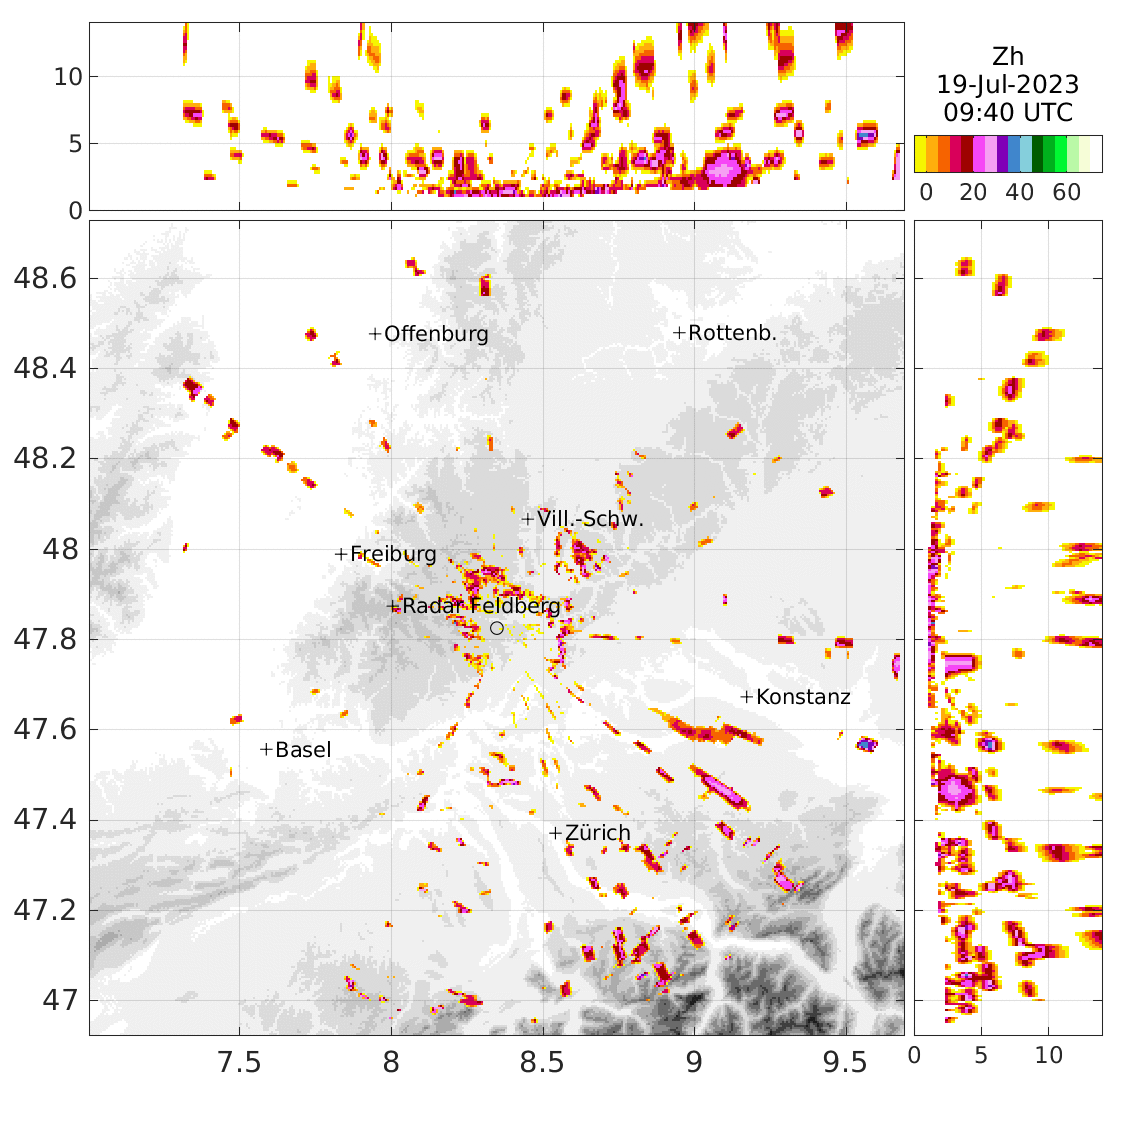 Zh
19-Jul-2023
09:40 UTC
0 20 40 60
10
5
0
48.6
48.4
48.2
48
47.8
47.6
47.4
47.2
47
+Offenburg
+Rottenb.
+Vill.-Schw.
+Freiburg
+Radar Feldberg
+Konstanz
+Basel
+Zürich
7.5 8 8.5 9 9.5
0 5 10